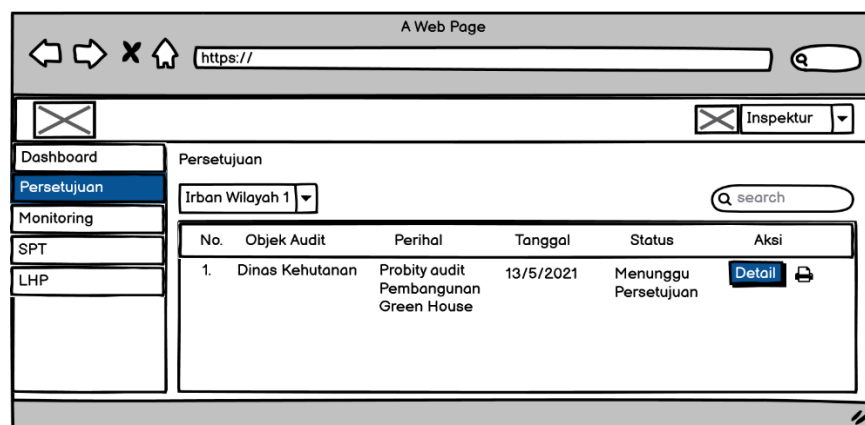 A Web Page
https://
Inspektur
Dashboard
Persetujuan
Monitoring
SPT
LHP
Persetujuan
Irban Wilayah 1
search
No. Objek Audit Perihal Tanggal Status Aksi
1. Dinas Kehutanan Probity audit 13/5/2021 Menunggu Detail
Pembangunan Persetujuan
Green House